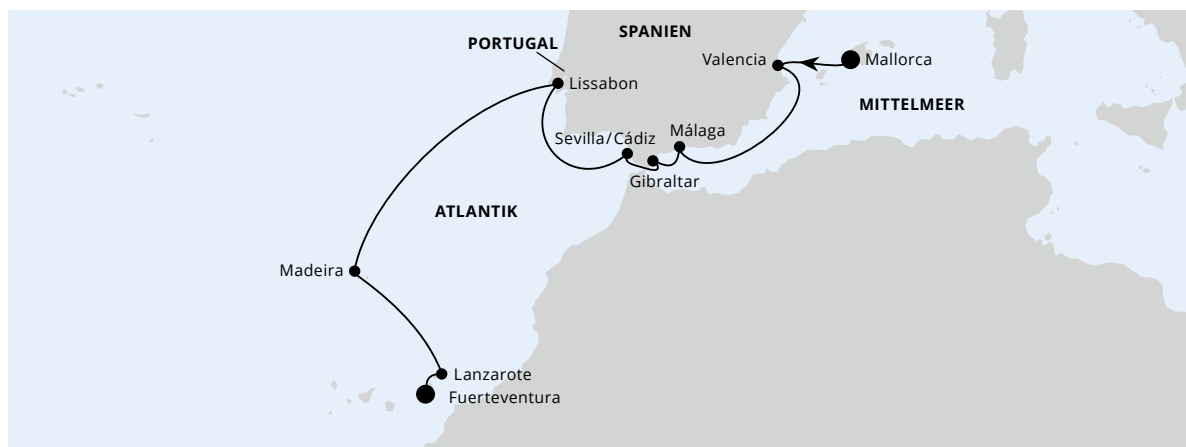 SPANIEN
PORTUGAL
Valencia
Mallorca
Lissabon
MITTELMEER
Málaga
Sevilla/Cádiz
Gibraltar
ATLANTIK
Madeira
Lanzarote
Fuerteventura